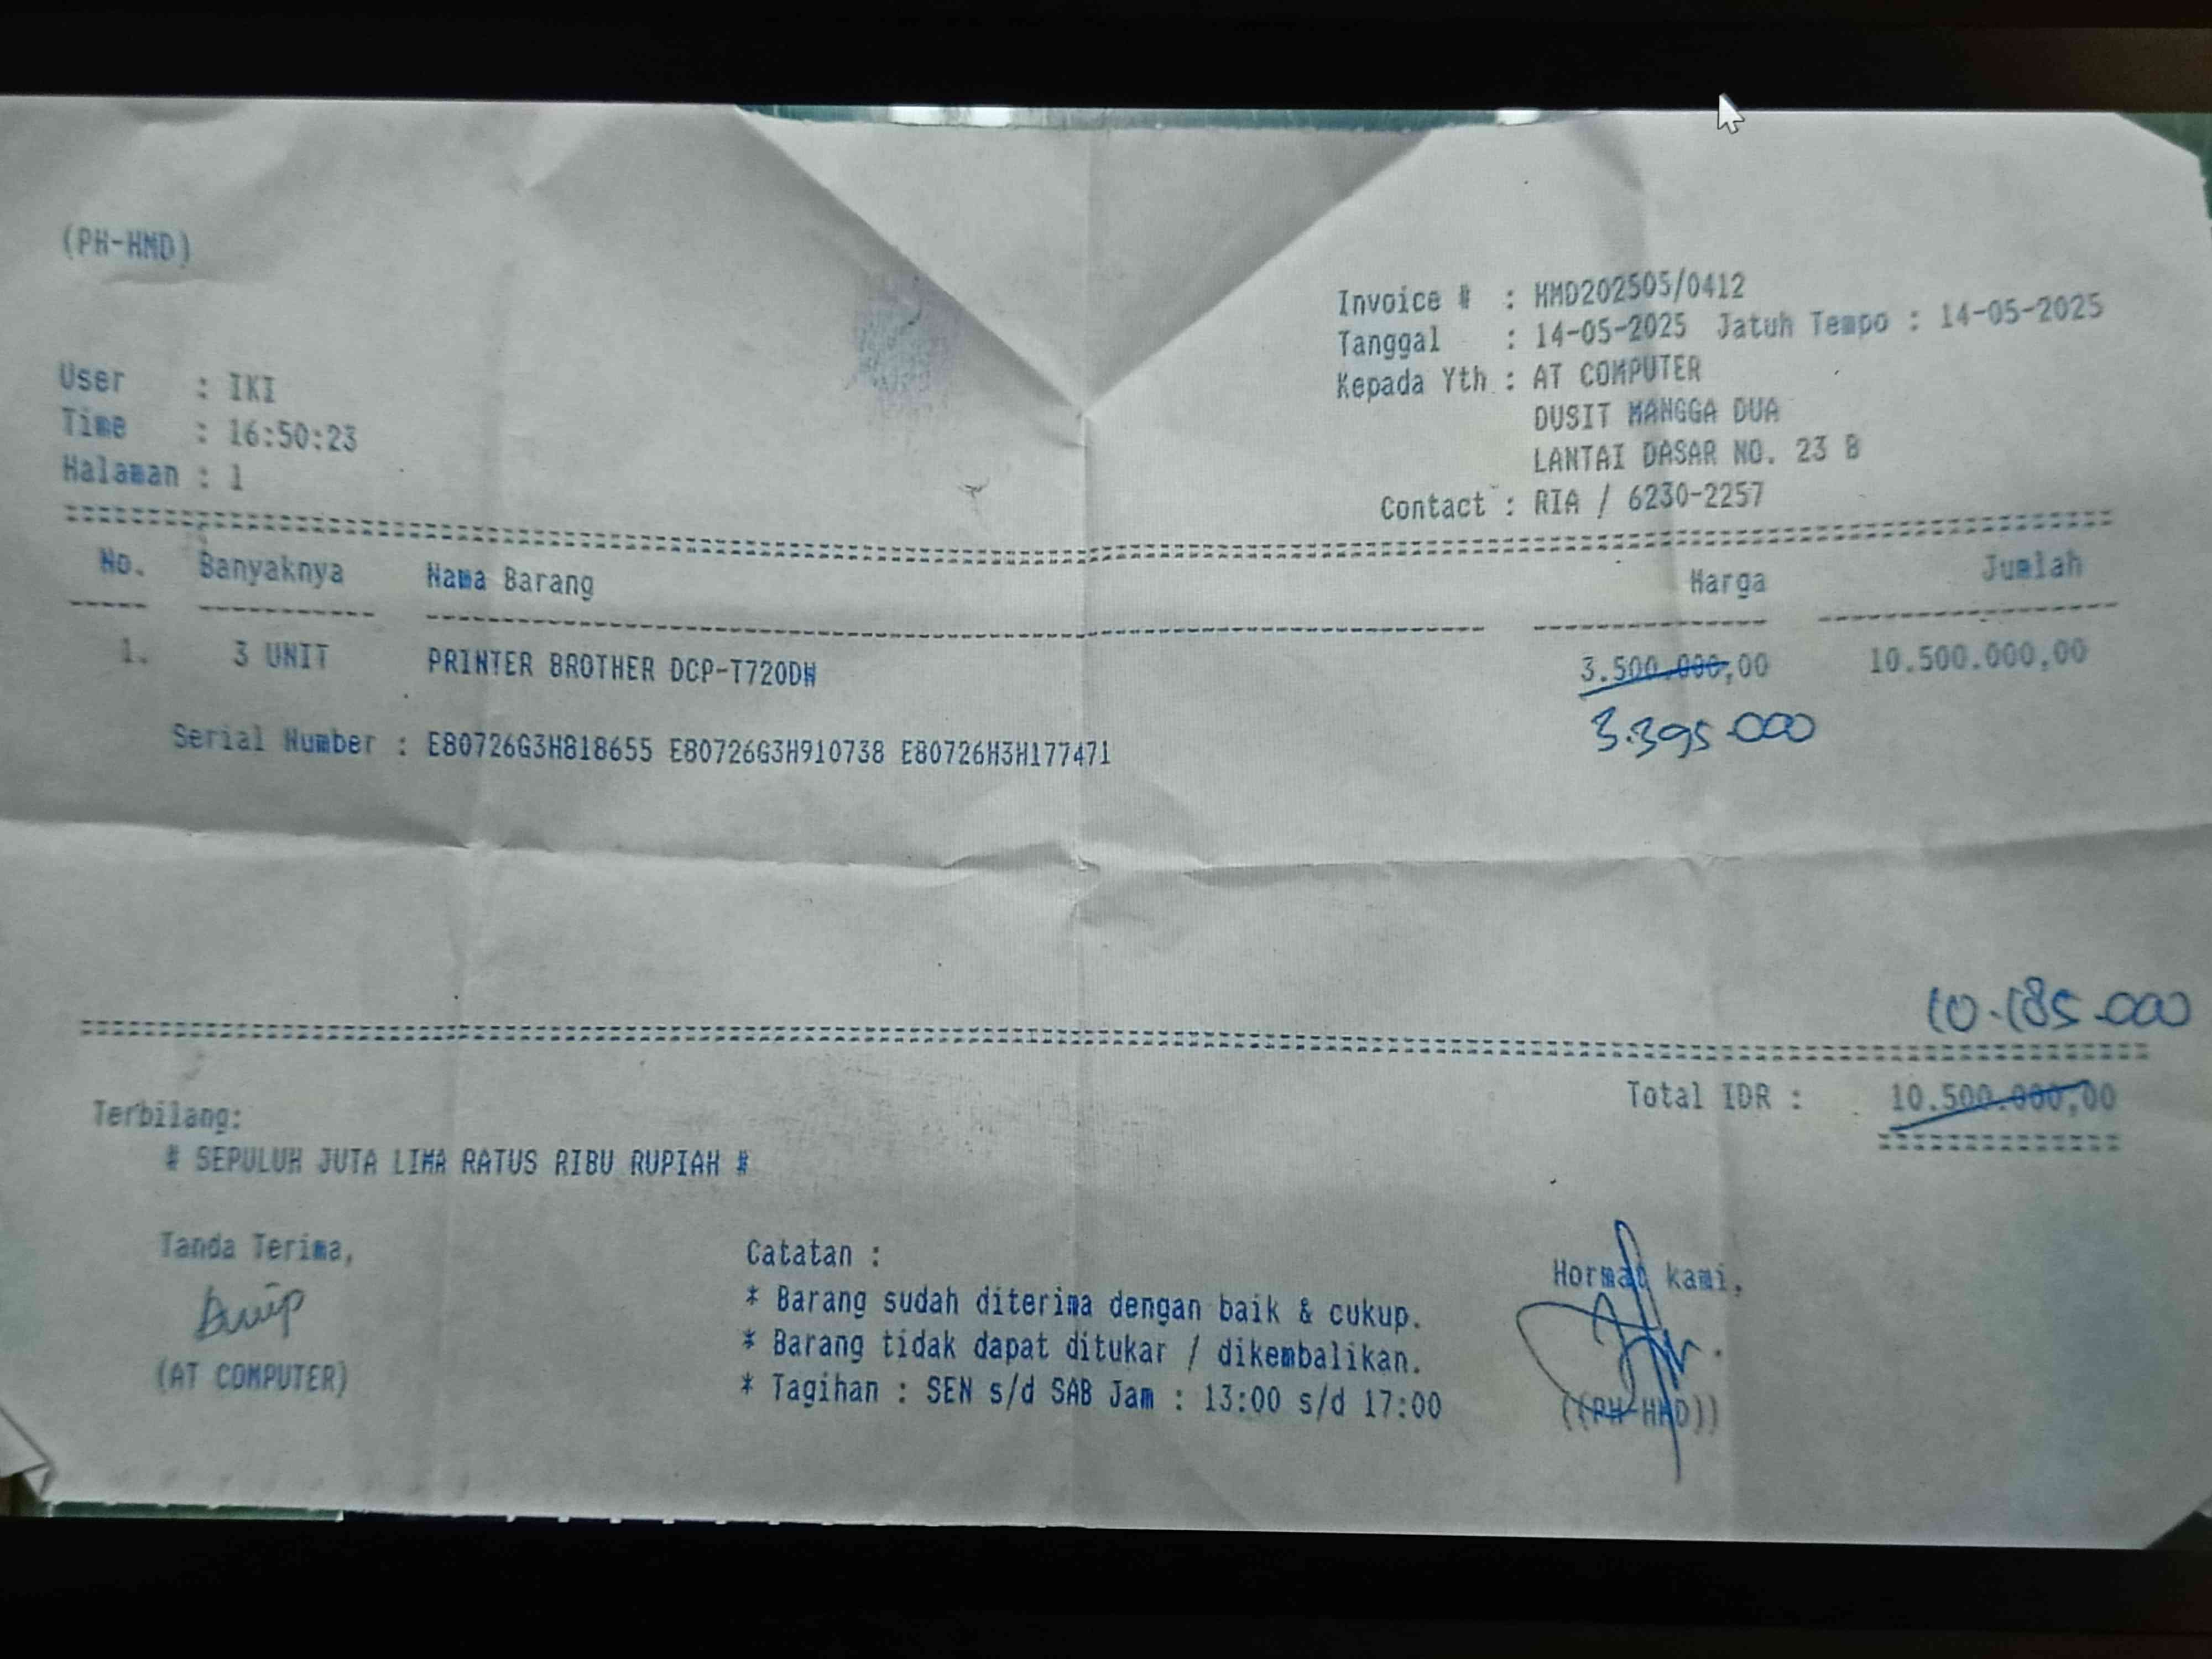 (PH-HMD)
Invoice # : HMD202505/0412
Tanggal : 14-05-2025 Jatuh Tempo : 14-05-2025
Kepada Yth : AT COMPUTER
DUSIT MANGGA DUA
LANTAI DASAR NO. 23 B
Contact : RIA / 6230-2257
User : IKI
Time : 16:50:23
Halaman : 1
No. Banyaknya Nama Barang Harga Jumlah
1. 3 UNIT PRINTER BROTHER DCP-T720DW 3.500.000,00 10.500.000,00
3.395.000
Serial Number : E80726G3H818655 E80726G3H910738 E80726H3H177471
10.185.000
Total IDR : 10.500.000,00
Terbilang:
# SEPULUH JUTA LIMA RATUS RIBU RUPIAH #
Tanda Terima,
(AT COMPUTER)
Catatan :
* Barang sudah diterima dengan baik & cukup.
* Barang tidak dapat ditukar / dikembalikan.
* Tagihan : SEN s/d SAB Jam : 13:00 s/d 17:00
Hormat kami,
((PH-HMD))